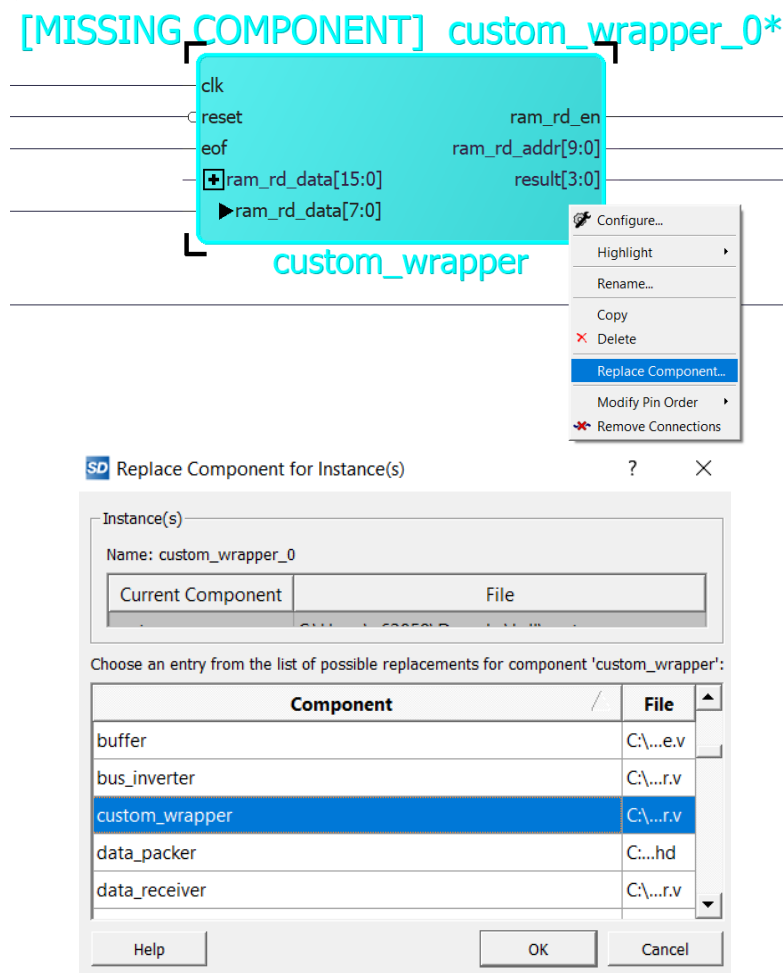 [MISSING COMPONENT] custom_wrapper_0*
clk
reset
ram_rd_en
eof
ram_rd_addr[9:0]
ram_rd_data[15:0]
result[3:0]
ram_rd_data[7:0]
custom_wrapper
Configure...
Highlight
Rename...
Copy
Delete
Replace Component...
Modify Pin Order
Remove Connections
SD Replace Component for Instance(s)
?
Instance(s)
Name: custom_wrapper_0
Current Component File
Choose an entry from the list of possible replacements for component 'custom_wrapper':
Component File
buffer C:\...e.v
bus_inverter C:\...r.v
custom_wrapper C:\...r.v
data_packer C:...hd
data_receiver C:\...r.v
Help OK Cancel